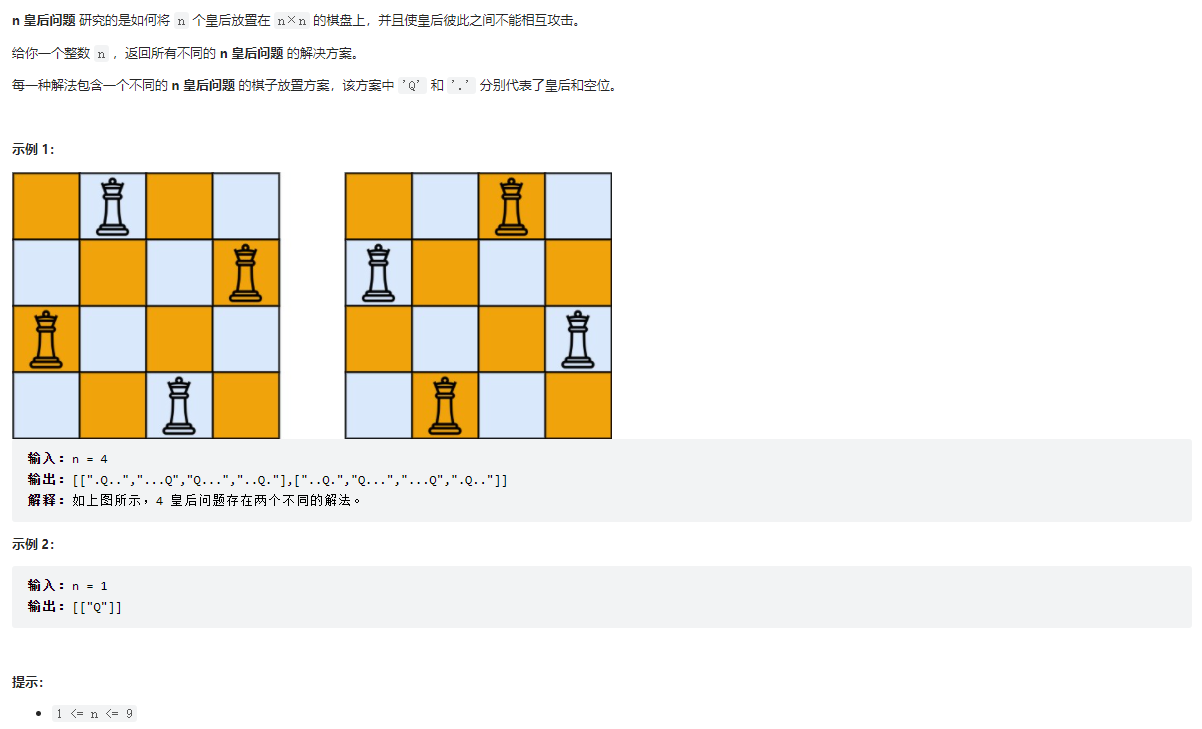 n 皇后问题 研究的是如何将 n 个皇后放置在 n×n 的棋盘上，并且使皇后彼此之间不能相互攻击。
给你一个整数 n ，返回所有不同的 n 皇后问题 的解决方案。
每一种解法包含一个不同的 n 皇后问题 的棋子放置方案，该方案中 'Q' 和 '.' 分别代表了皇后和空位。
示例 1：
输入：n = 4
输出：[[".Q..","...Q","Q...","..Q."],["..Q.","Q...","...Q",".Q.."]]
解释：如上图所示，4 皇后问题存在两个不同的解法。
示例 2：
输入：n = 1
输出：[["Q"]]
提示：
• 1 <= n <= 9